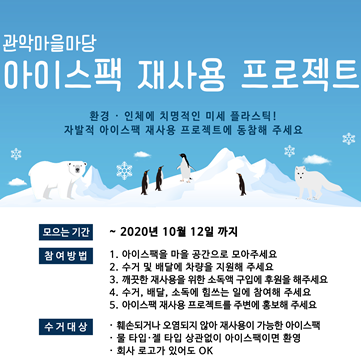 관악마을마당
아이스팩 재사용 프로젝트
환경 · 인체에 치명적인 미세 플라스틱!
자발적 아이스팩 재사용 프로젝트에 동참해 주세요
모으는 기간
~ 2020년 10월 12일 까지
참여방법
1. 아이스팩을 마을 공간으로 모아주세요
2. 수거 및 배달에 차량을 지원해 주세요
3. 깨끗한 재사용을 위한 소독액 구입에 후원을 해주세요
4. 수거, 배달, 소독에 힘쓰는 일에 참여해 주세요
5. 아이스팩 재사용 프로젝트를 주변에 홍보해 주세요
수거대상
· 훼손되거나 오염되지 않아 재사용이 가능한 아이스팩
· 물 타입·젤 타입 상관없이 아이스팩이면 환영
· 회사 로고가 있어도 OK